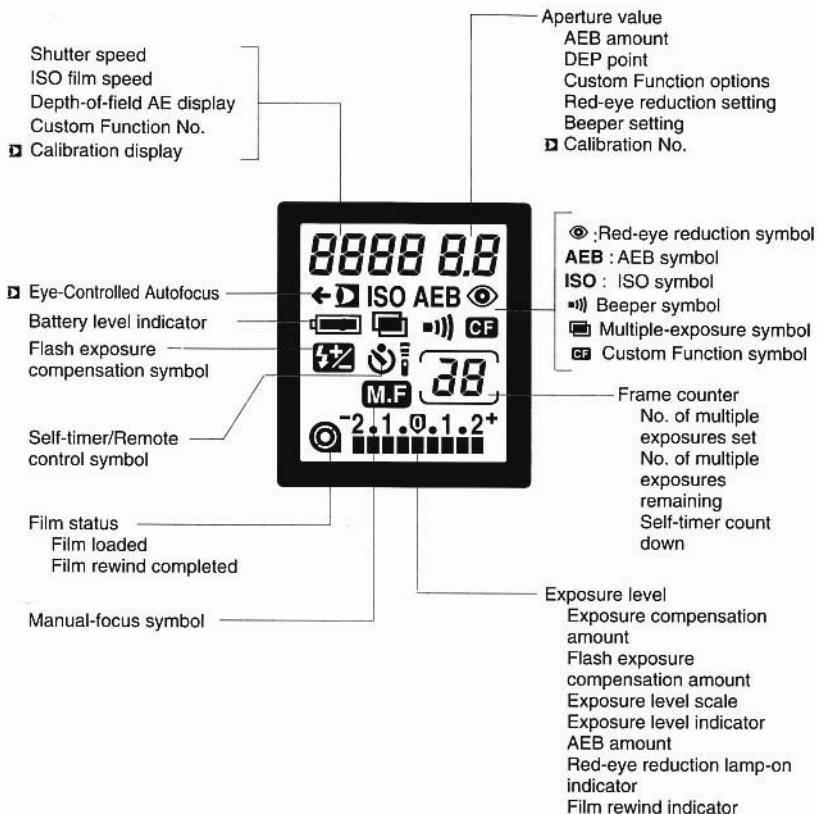 Shutter speed
ISO film speed
Depth-of-field AE display
Custom Function No.
Calibration display
Aperture value
AEB amount
DEP point
Custom Function options
Red-eye reduction setting
Beeper setting
Calibration No.
8888 8.8
ISO AEB
CF
M.F
38
-2.1.0.1.2+
Eye-Controlled Autofocus
Battery level indicator
Flash exposure
compensation symbol
Self-timer/Remote
control symbol
Film status
Film loaded
Film rewind completed
Manual-focus symbol
:Red-eye reduction symbol
AEB : AEB symbol
ISO : ISO symbol
Beeper symbol
Multiple-exposure symbol
CF Custom Function symbol
Frame counter
No. of multiple
exposures set
No. of multiple
exposures
remaining
Self-timer count
down
Exposure level
Exposure compensation
amount
Flash exposure
compensation amount
Exposure level scale
Exposure level indicator
AEB amount
Red-eye reduction lamp-on
indicator
Film rewind indicator